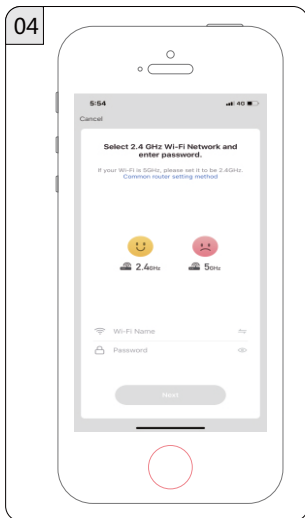 04
5:54
4G
Cancel
Select 2.4 GHz Wi-Fi Network and
enter password.
If your Wi-Fi is 5GHz, please set it to be 2.4GHz.
Common router setting method
2.4GHz
5GHz
Wi-Fi Name
Password
Next